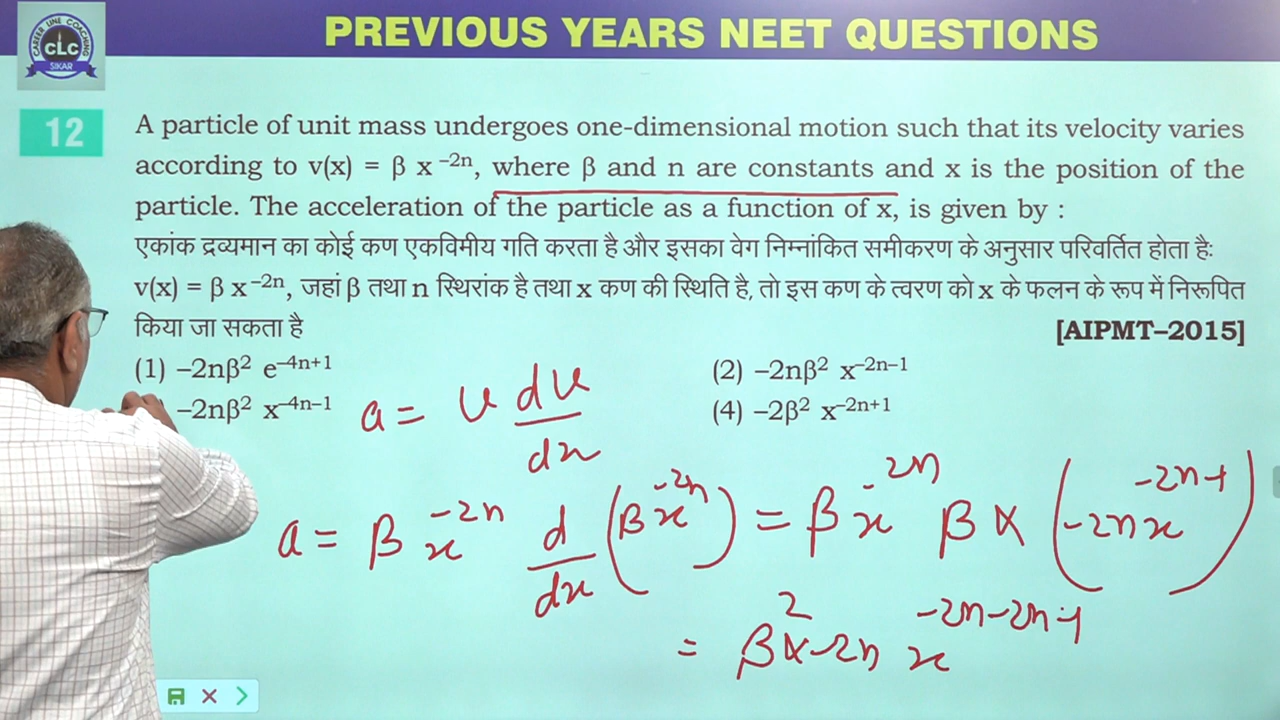 CAREER LINE COACHING
CLC
SIKAR
PREVIOUS YEARS NEET QUESTIONS
12
A particle of unit mass undergoes one-dimensional motion such that its velocity varies
according to v(x) = β x⁻²ⁿ, where β and n are constants and x is the position of the
particle. The acceleration of the particle as a function of x, is given by :
एकांक द्रव्यमान का कोई कण एकविमीय गति करता है और इसका वेग निम्नांकित समीकरण के अनुसार परिवर्तित होता हैः
v(x) = β x⁻²ⁿ, जहां β तथा n स्थिरांक है तथा x कण की स्थिति है, तो इस कण के त्वरण को x के फलन के रूप में निरूपित
किया जा सकता है
[AIPMT–2015]
(1) –2nβ² e⁻⁴ⁿ⁺¹
(2) –2nβ² x⁻²ⁿ⁻¹
–2nβ² x⁻⁴ⁿ⁻¹
(4) –2β² x⁻²ⁿ⁺¹
a = v dv/dx
a = β x⁻²ⁿ d/dx (β x⁻²ⁿ) = β x⁻²ⁿ β × (-2n x⁻²ⁿ⁻¹)
= β² × -2n x⁻²ⁿ⁻²ⁿ⁻¹